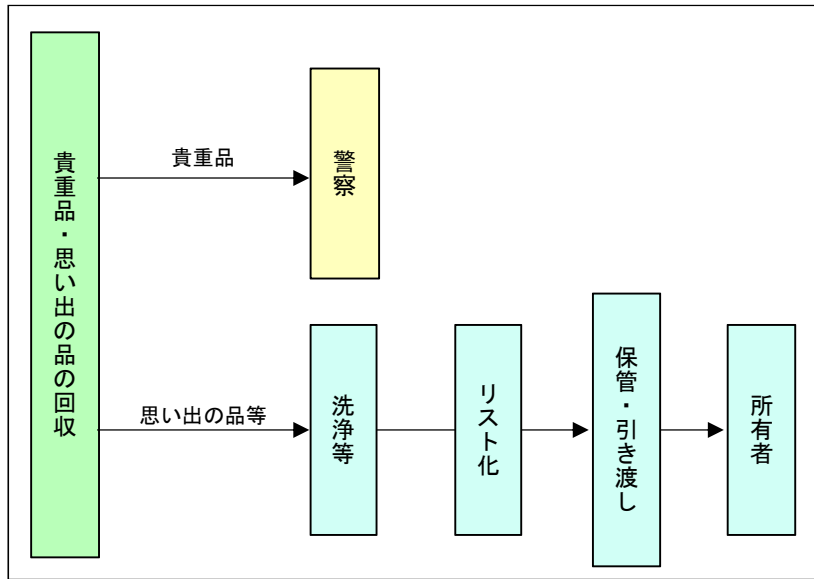 貴重品・思い出の品の回収
貴重品
警察
思い出の品等
洗浄等
リスト化
保管・引き渡し
所有者